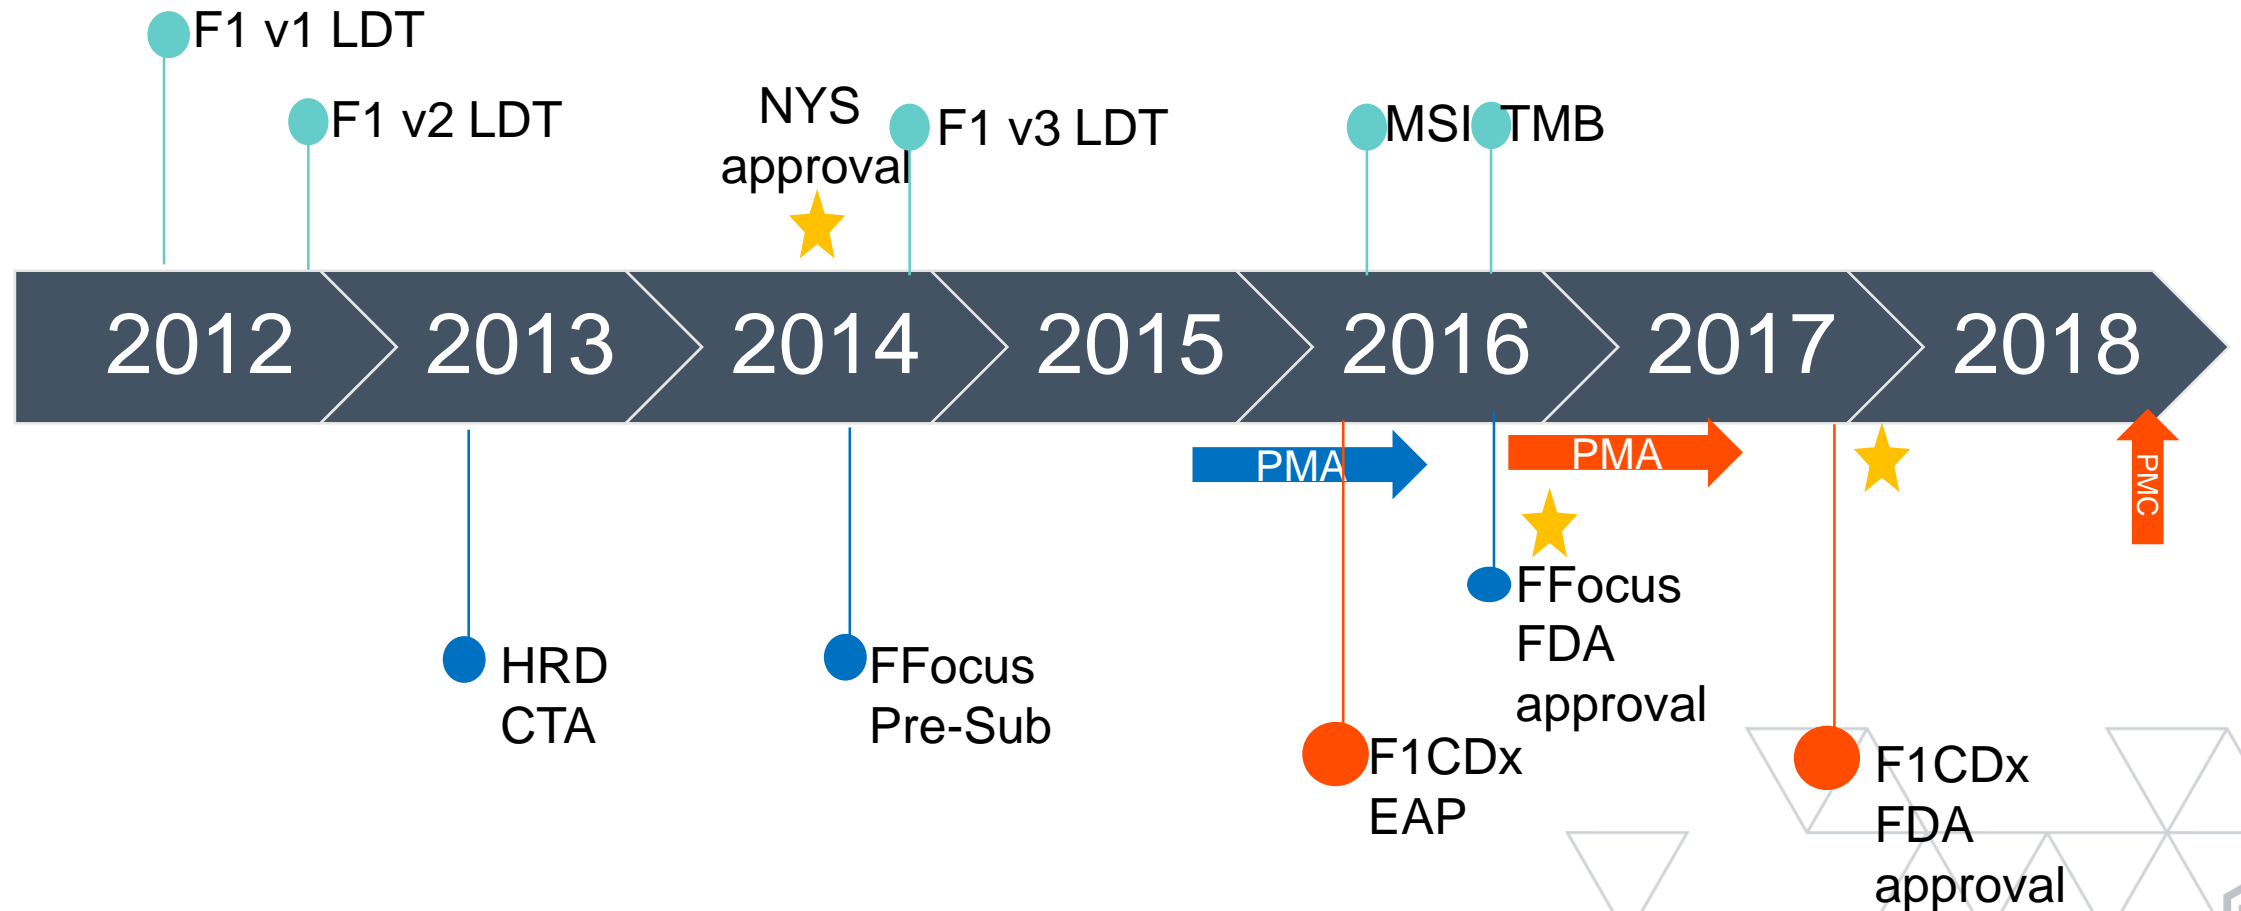 F1 v1 LDT
F1 v2 LDT
NYS
approval
F1 v3 LDT
MSI
TMB
2012
2013
2014
2015
2016
2017
2018
PMA
PMA
PMC
HRD
CTA
FFocus
Pre-Sub
FFocus
FDA
approval
F1CDx
EAP
F1CDx
FDA
approval